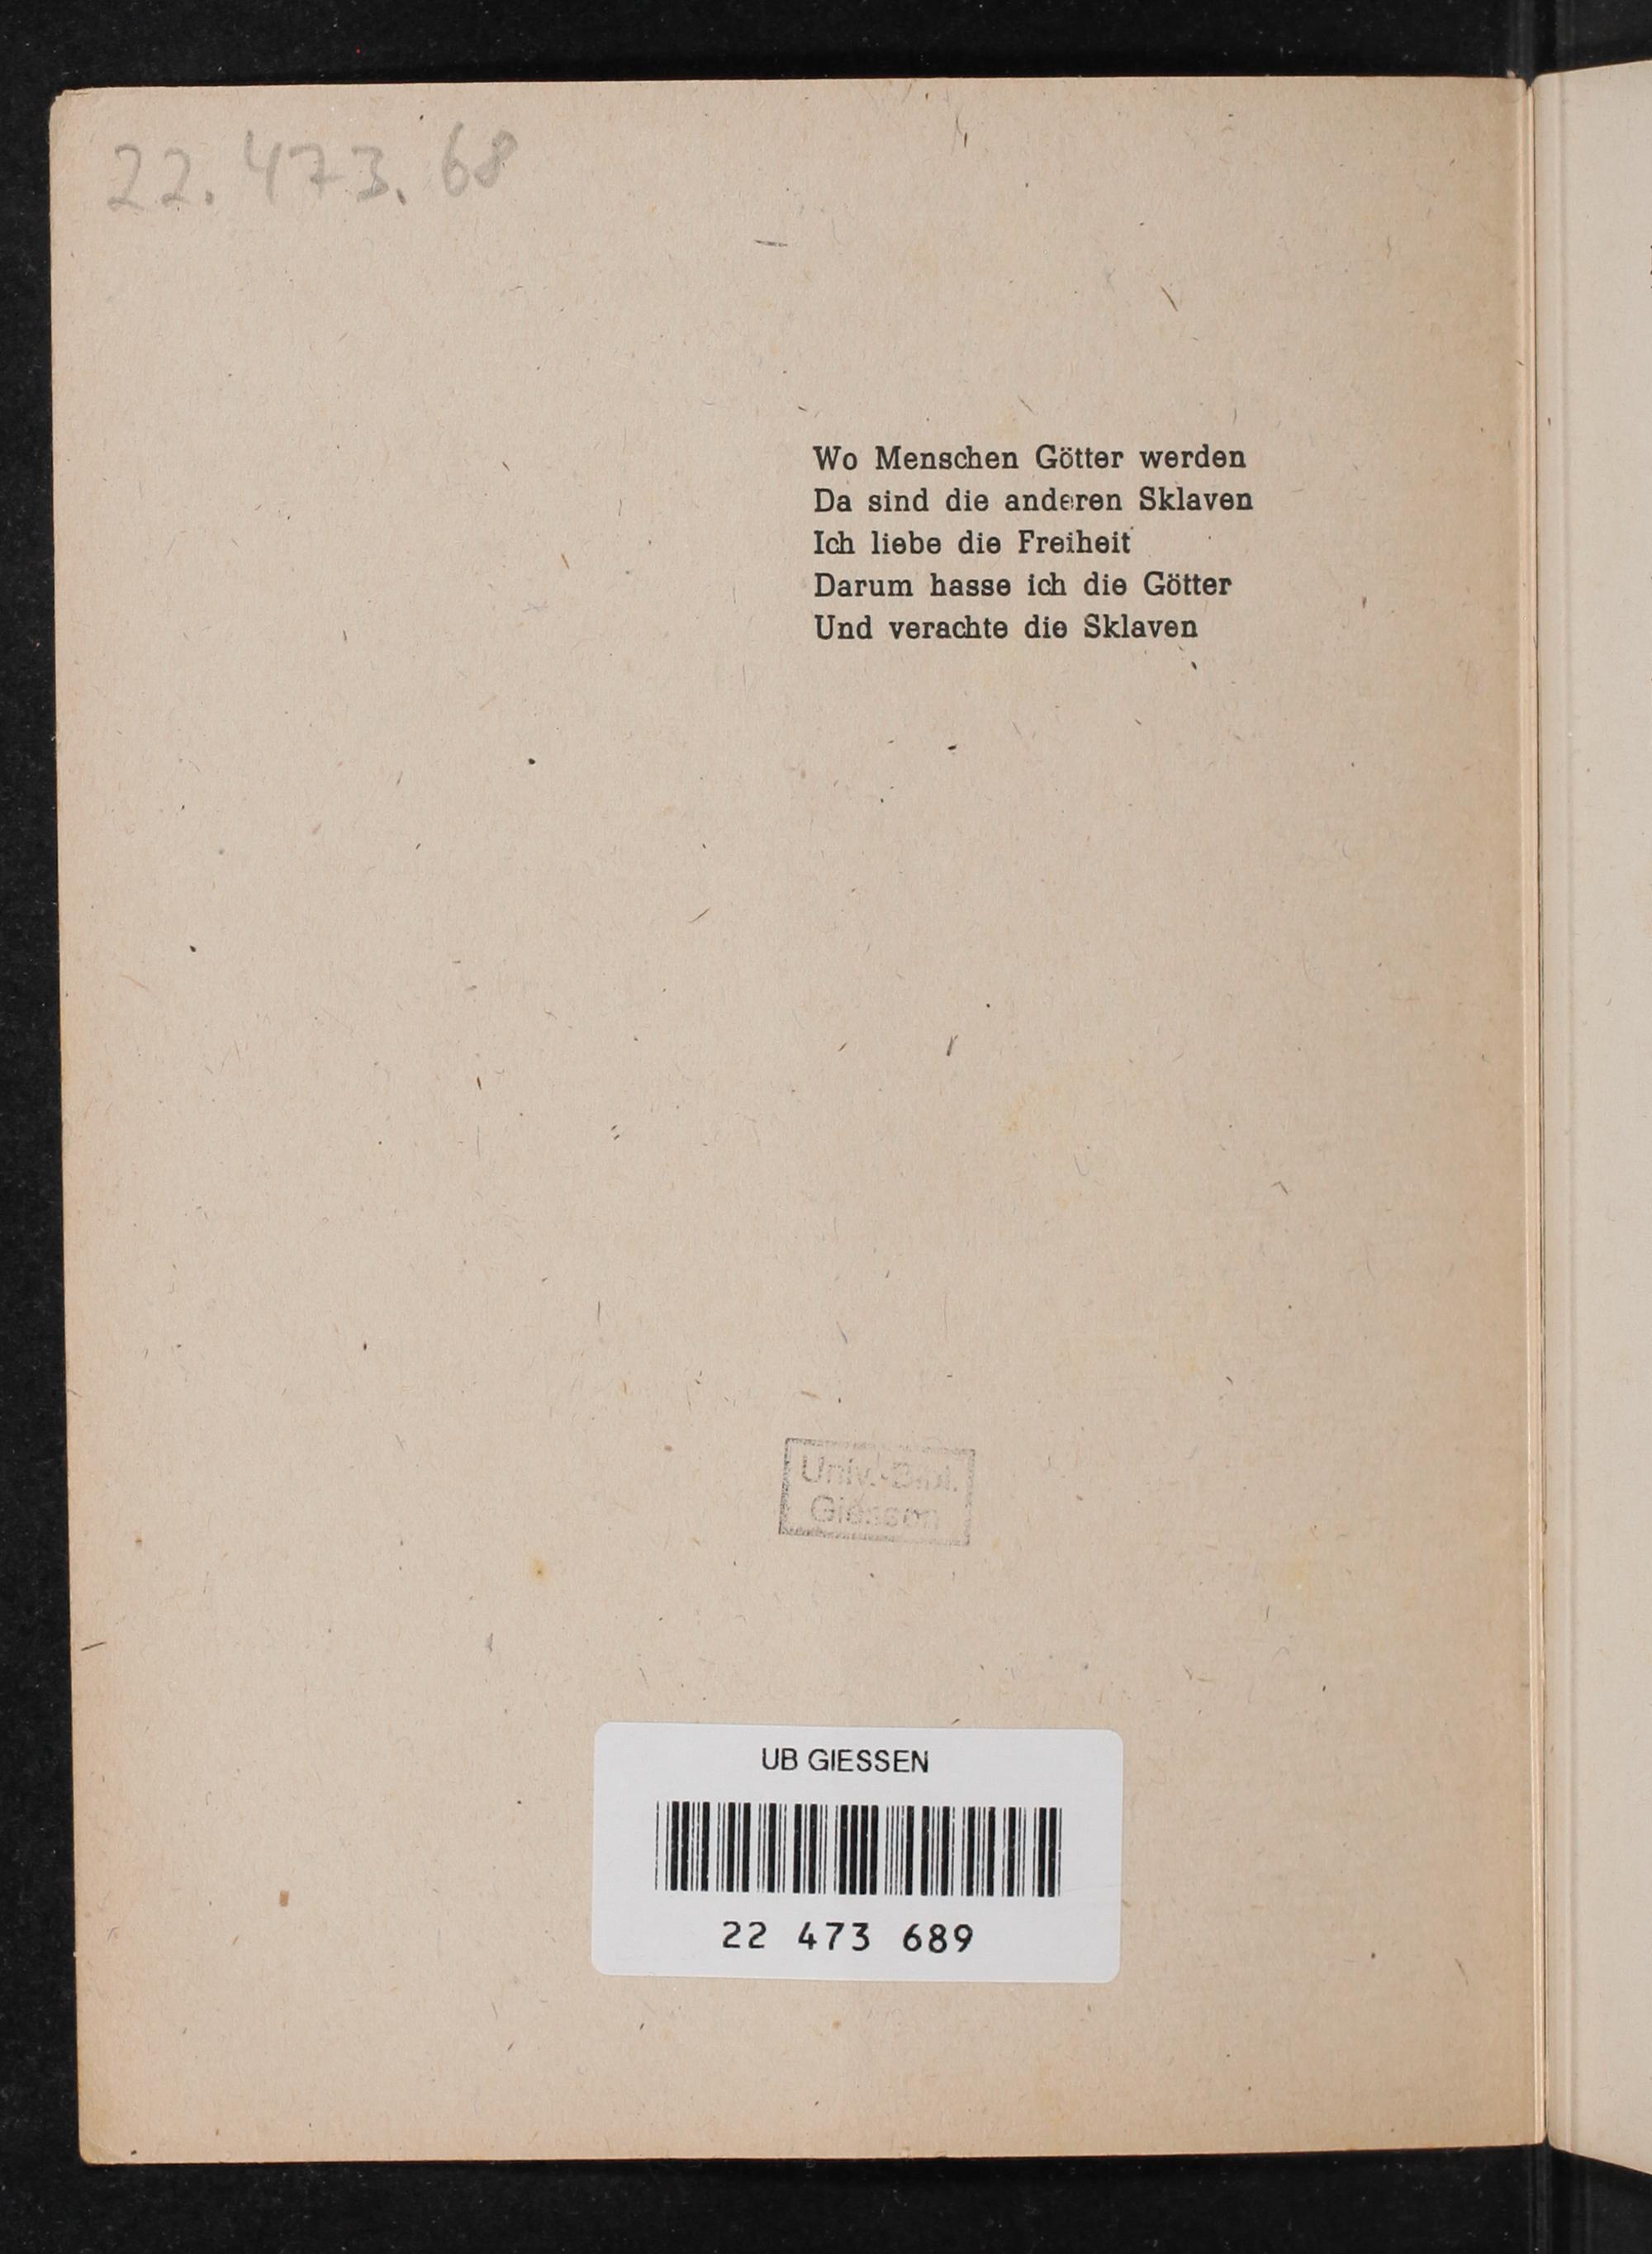 22.473.68
Wo Menschen Götter werden
Da sind die anderen Sklaven
Ich liebe die Freiheit
Darum hasse ich die Götter
Und verachte die Sklaven
Univ.-Bibl.
Giessen
UB GIESSEN
22 473 689